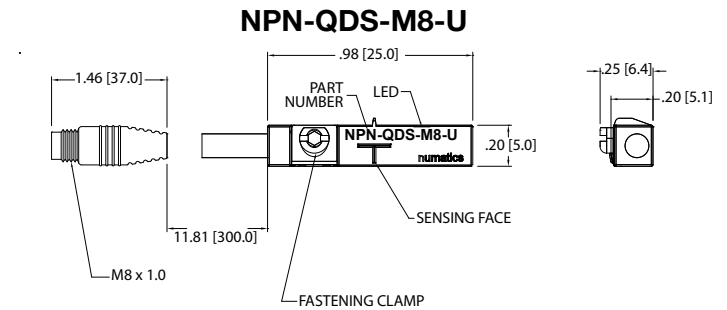 NPN-QDS-M8-U
.98 [25.0]
1.46 [37.0]
.25 [6.4]
PART
NUMBER
LED
.20 [5.1]
NPN-QDS-M8-U
.20 [5.0]
numatics
SENSING FACE
11.81 [300.0]
M8 x 1.0
FASTENING CLAMP